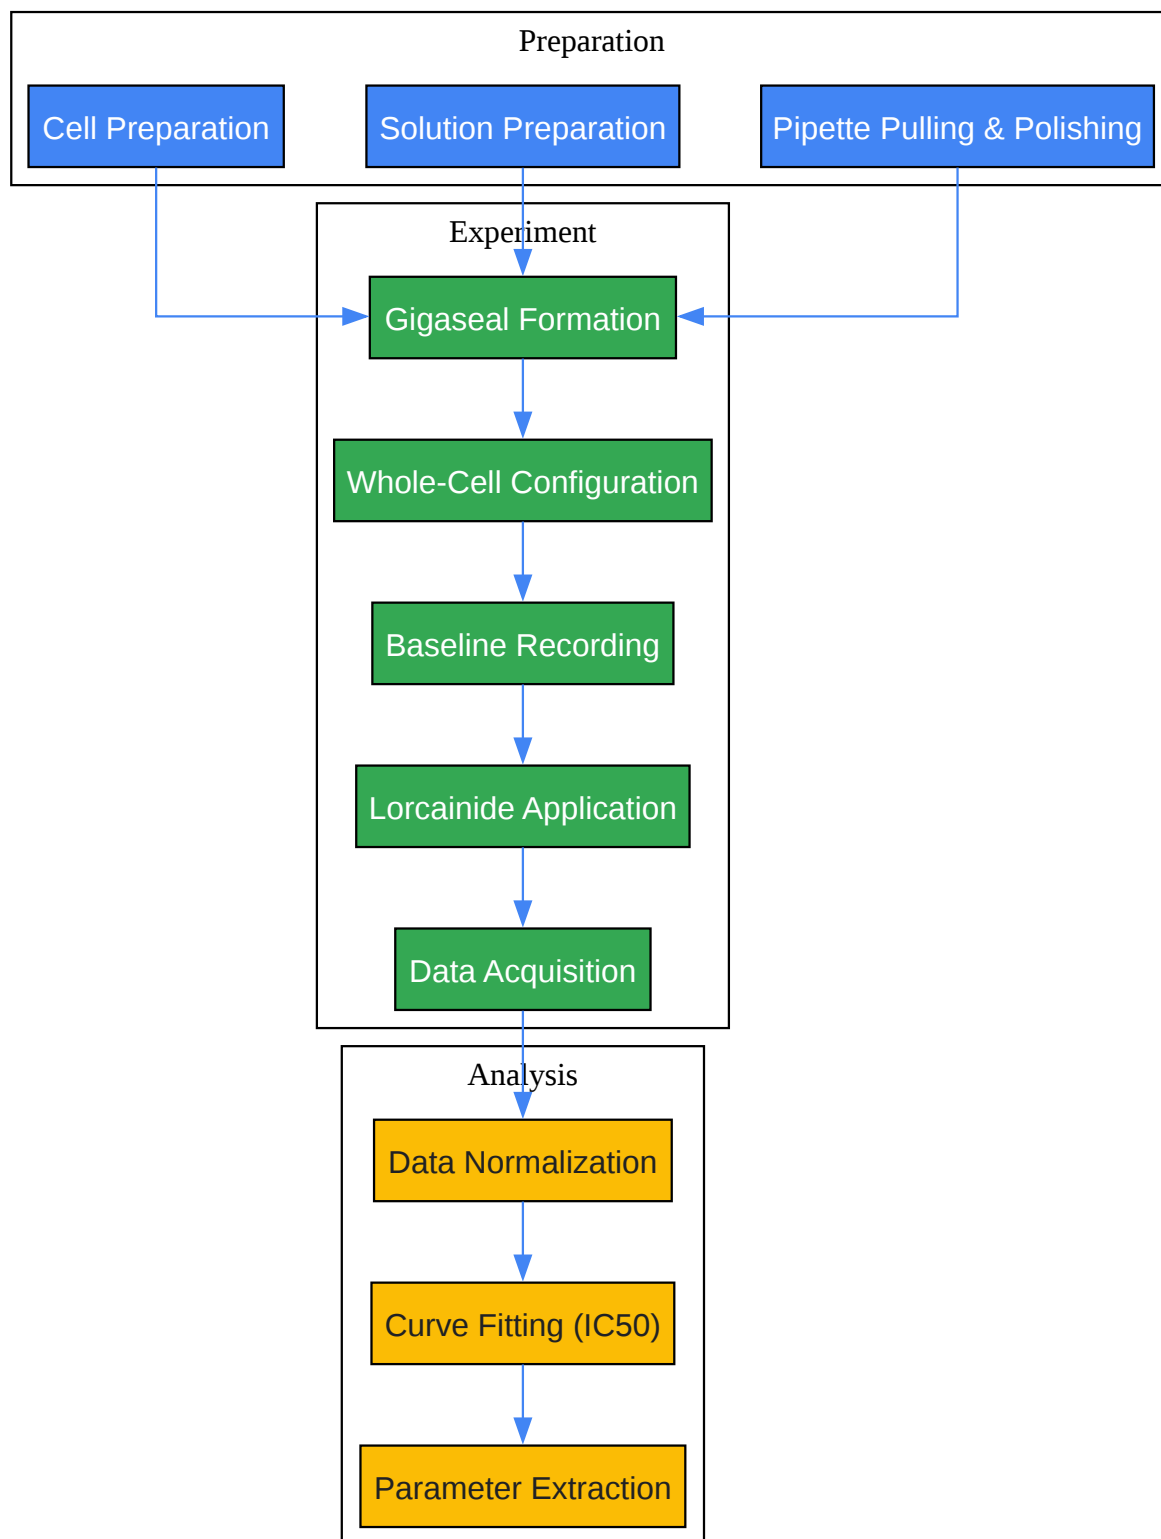 Preparation
Cell Preparation
Solution Preparation
Pipette Pulling & Polishing
Experiment
Gigaseal Formation
Whole-Cell Configuration
Baseline Recording
Lorcainide Application
Data Acquisition
Analysis
Data Normalization
Curve Fitting (IC50)
Parameter Extraction